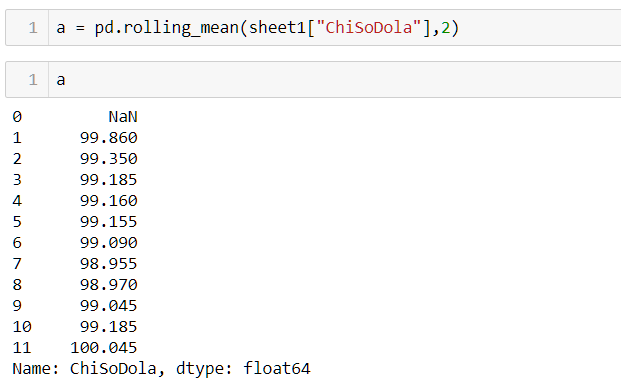 1 a = pd.rolling_mean(sheet1["ChiSoDola"],2)
1 a
0 NaN
1 99.860
2 99.350
3 99.185
4 99.160
5 99.155
6 99.090
7 98.955
8 98.970
9 99.045
10 99.185
11 100.045
Name: ChiSoDola, dtype: float64